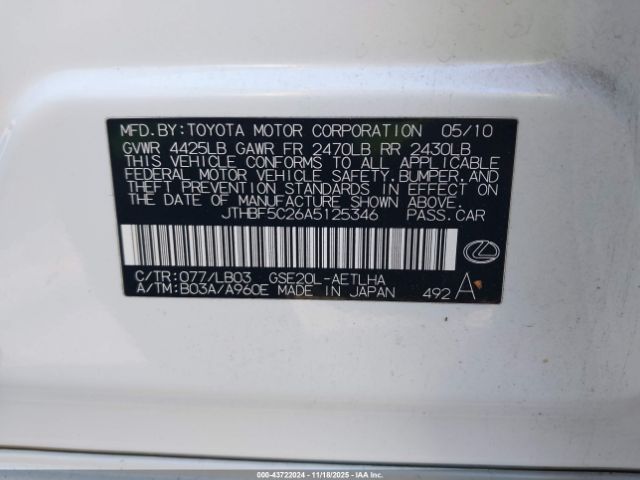 MFD.BY:TOYOTA MOTOR CORPORATION 05/10
GVWR 4425LB GAWR FR 2470LB RR 2430LB
THIS VEHICLE CONFORMS TO ALL APPLICABLE
FEDERAL MOTOR VEHICLE SAFETY,BUMPER,AND
THEFT PREVENTION STANDARDS IN EFFECT ON
THE DATE OF MANUFACTURE SHOWN ABOVE.
JTHBF5C26A5125346 PASS.CAR
C/TR:077/LB03 GSE20L-AETLHA
A/TM:B03A/A960E MADE IN JAPAN 492 A
000-43722024 - 11/18/2025 - IAAI.COM